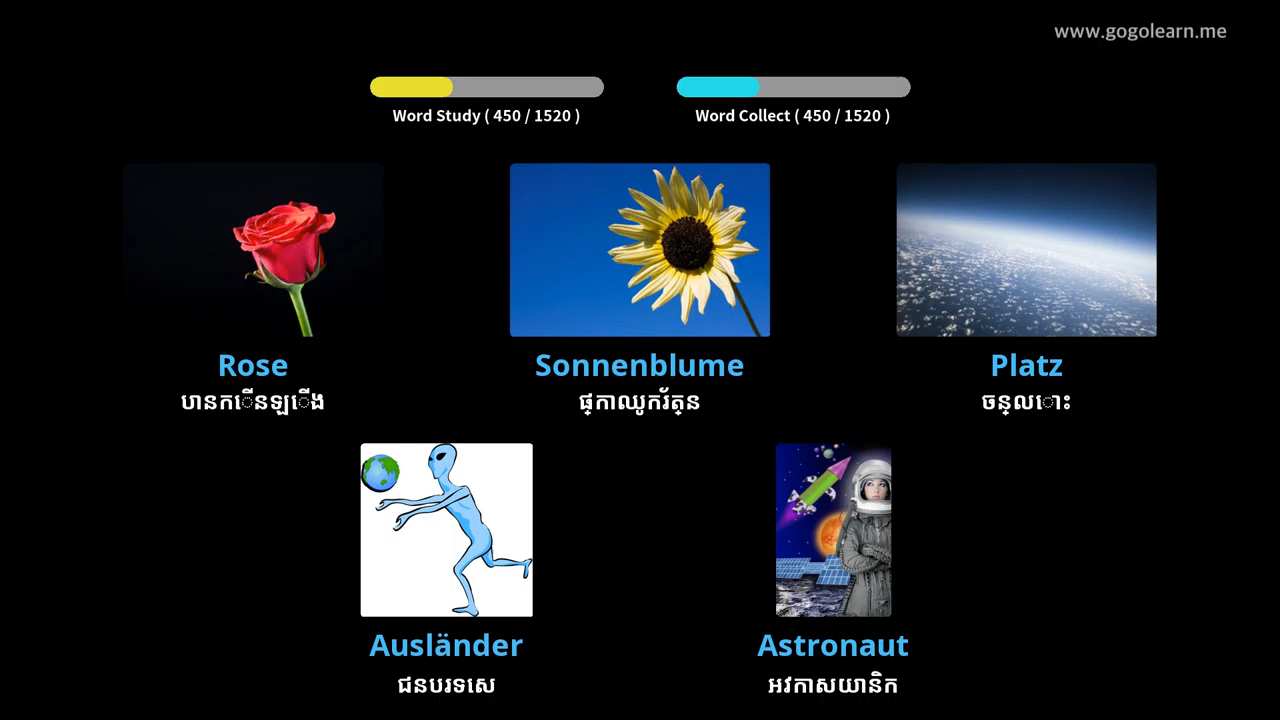 www.gogolearn.me
Word Study ( 450 / 1520 )
Word Collect ( 450 / 1520 )
Rose
Sonnenblume
Platz
បានកើនឡើង
ផ្កាឈូករ័ត្ន
ចន្លោះ
Ausländer
Astronaut
ជនបរទេស
អវកាសយានិក